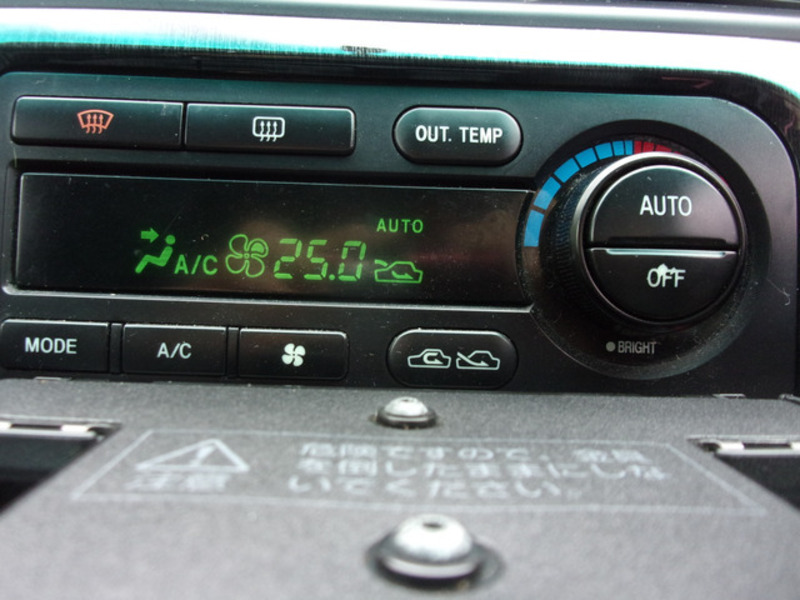 OUT. TEMP
AUTO
OFF
AUTO
A/C 25.0
MODE
A/C
BRIGHT
注意
危険ですので、
を倒したままにしな
いでください。